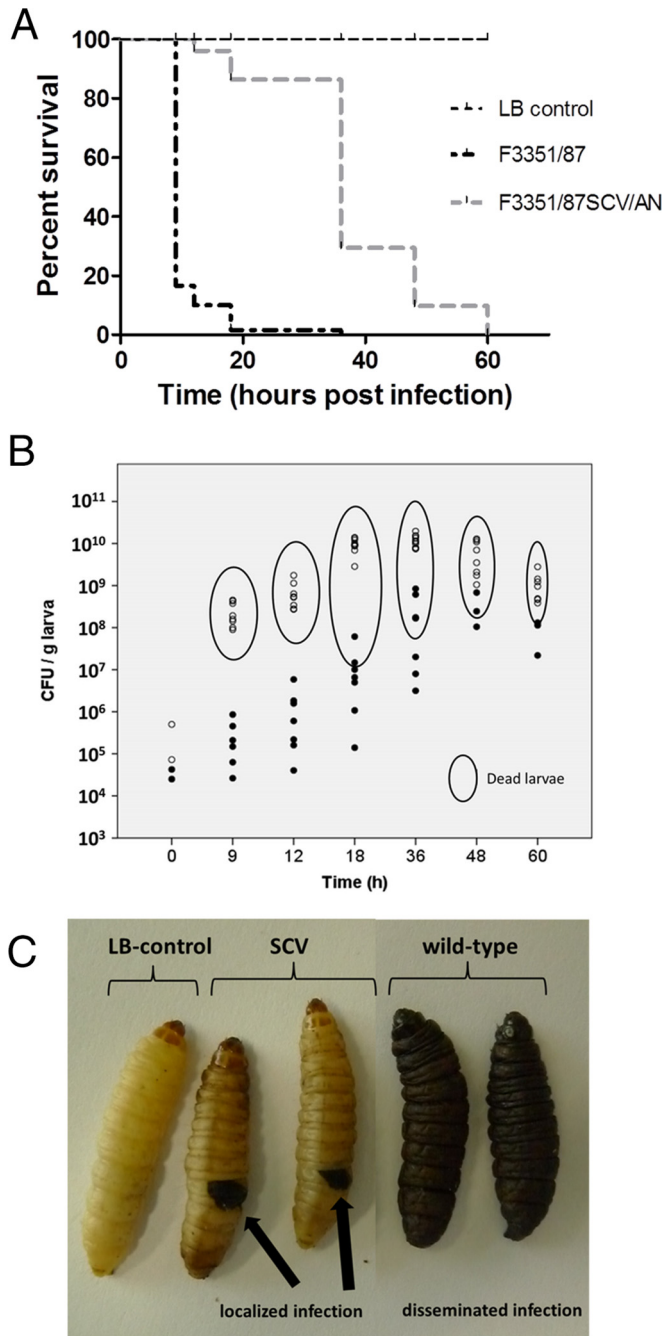 A
Percent survival
100
80
60
40
20
0
0 20 40 60
Time (hours post infection)
LB control
F3351/87
F3351/87SCV/AN
B
CFU / g larva
10¹¹
10¹⁰
10⁹
10⁸
10⁷
10⁶
10⁵
10⁴
10³
Dead larvae
0 9 12 18 36 48 60
Time (h)
C
LB-control SCV wild-type
localized infection disseminated infection